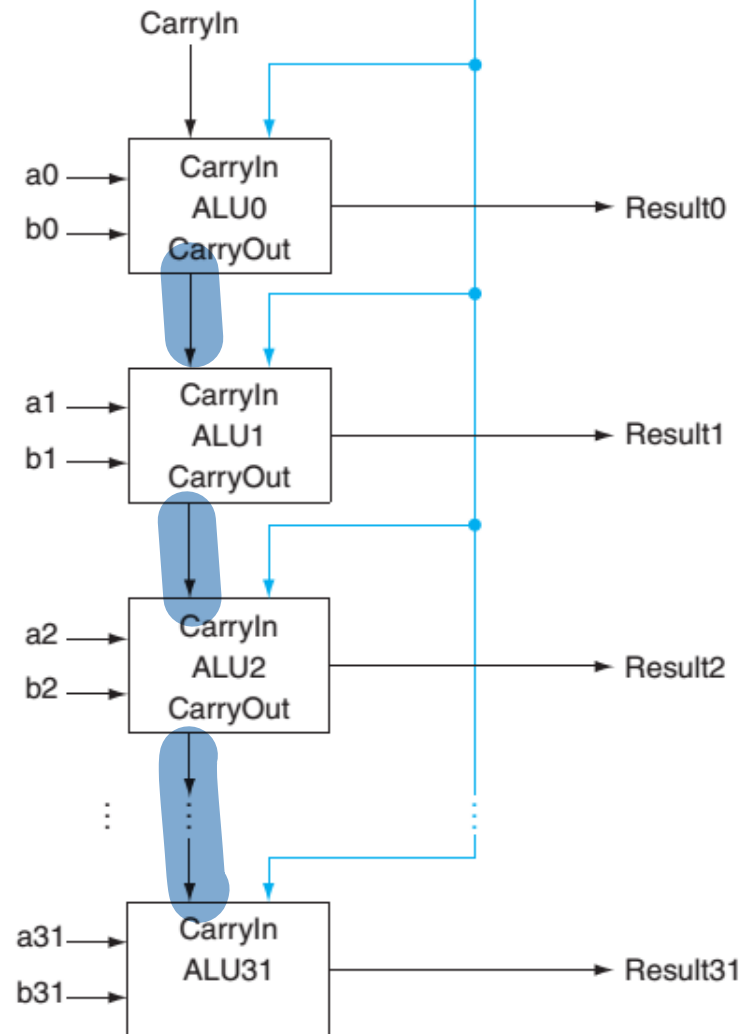 CarryIn
a0
b0
CarryIn
ALU0
CarryOut
Result0
a1
b1
CarryIn
ALU1
CarryOut
Result1
a2
b2
CarryIn
ALU2
CarryOut
Result2
a31
b31
CarryIn
ALU31
Result31